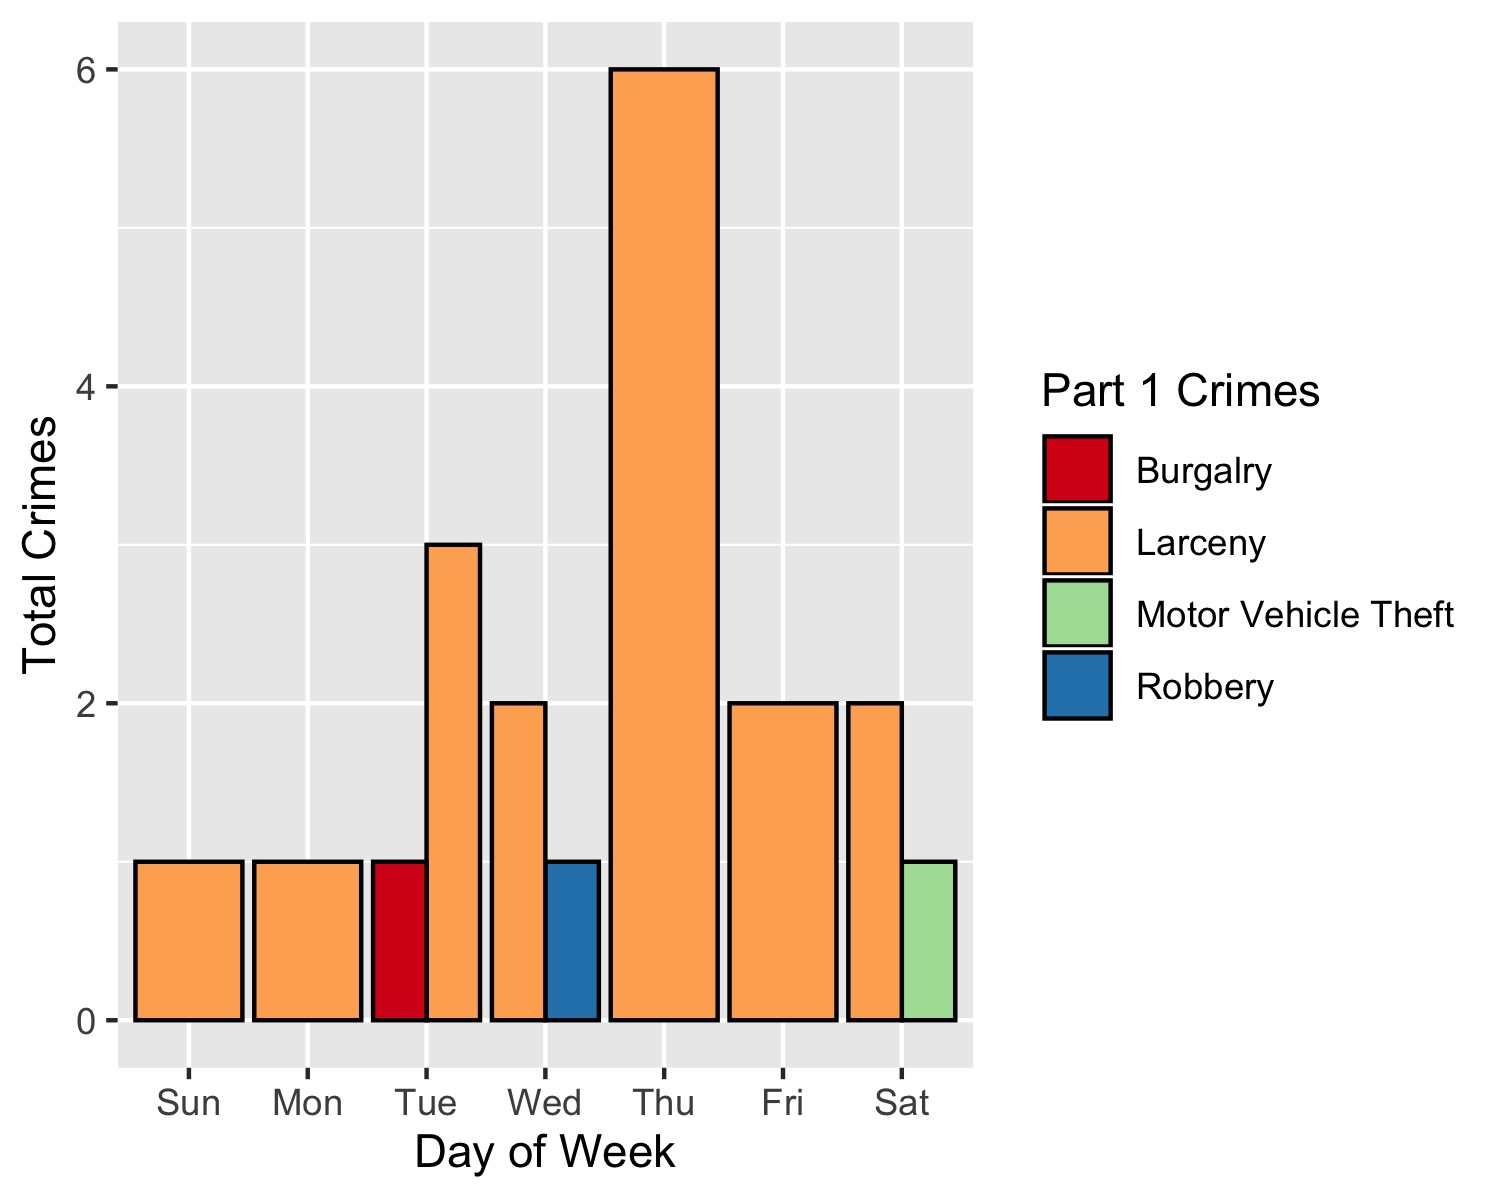 6
4
2
0
Total Crimes
Sun Mon Tue Wed Thu Fri Sat
Day of Week
Part 1 Crimes
Burgalry
Larceny
Motor Vehicle Theft
Robbery